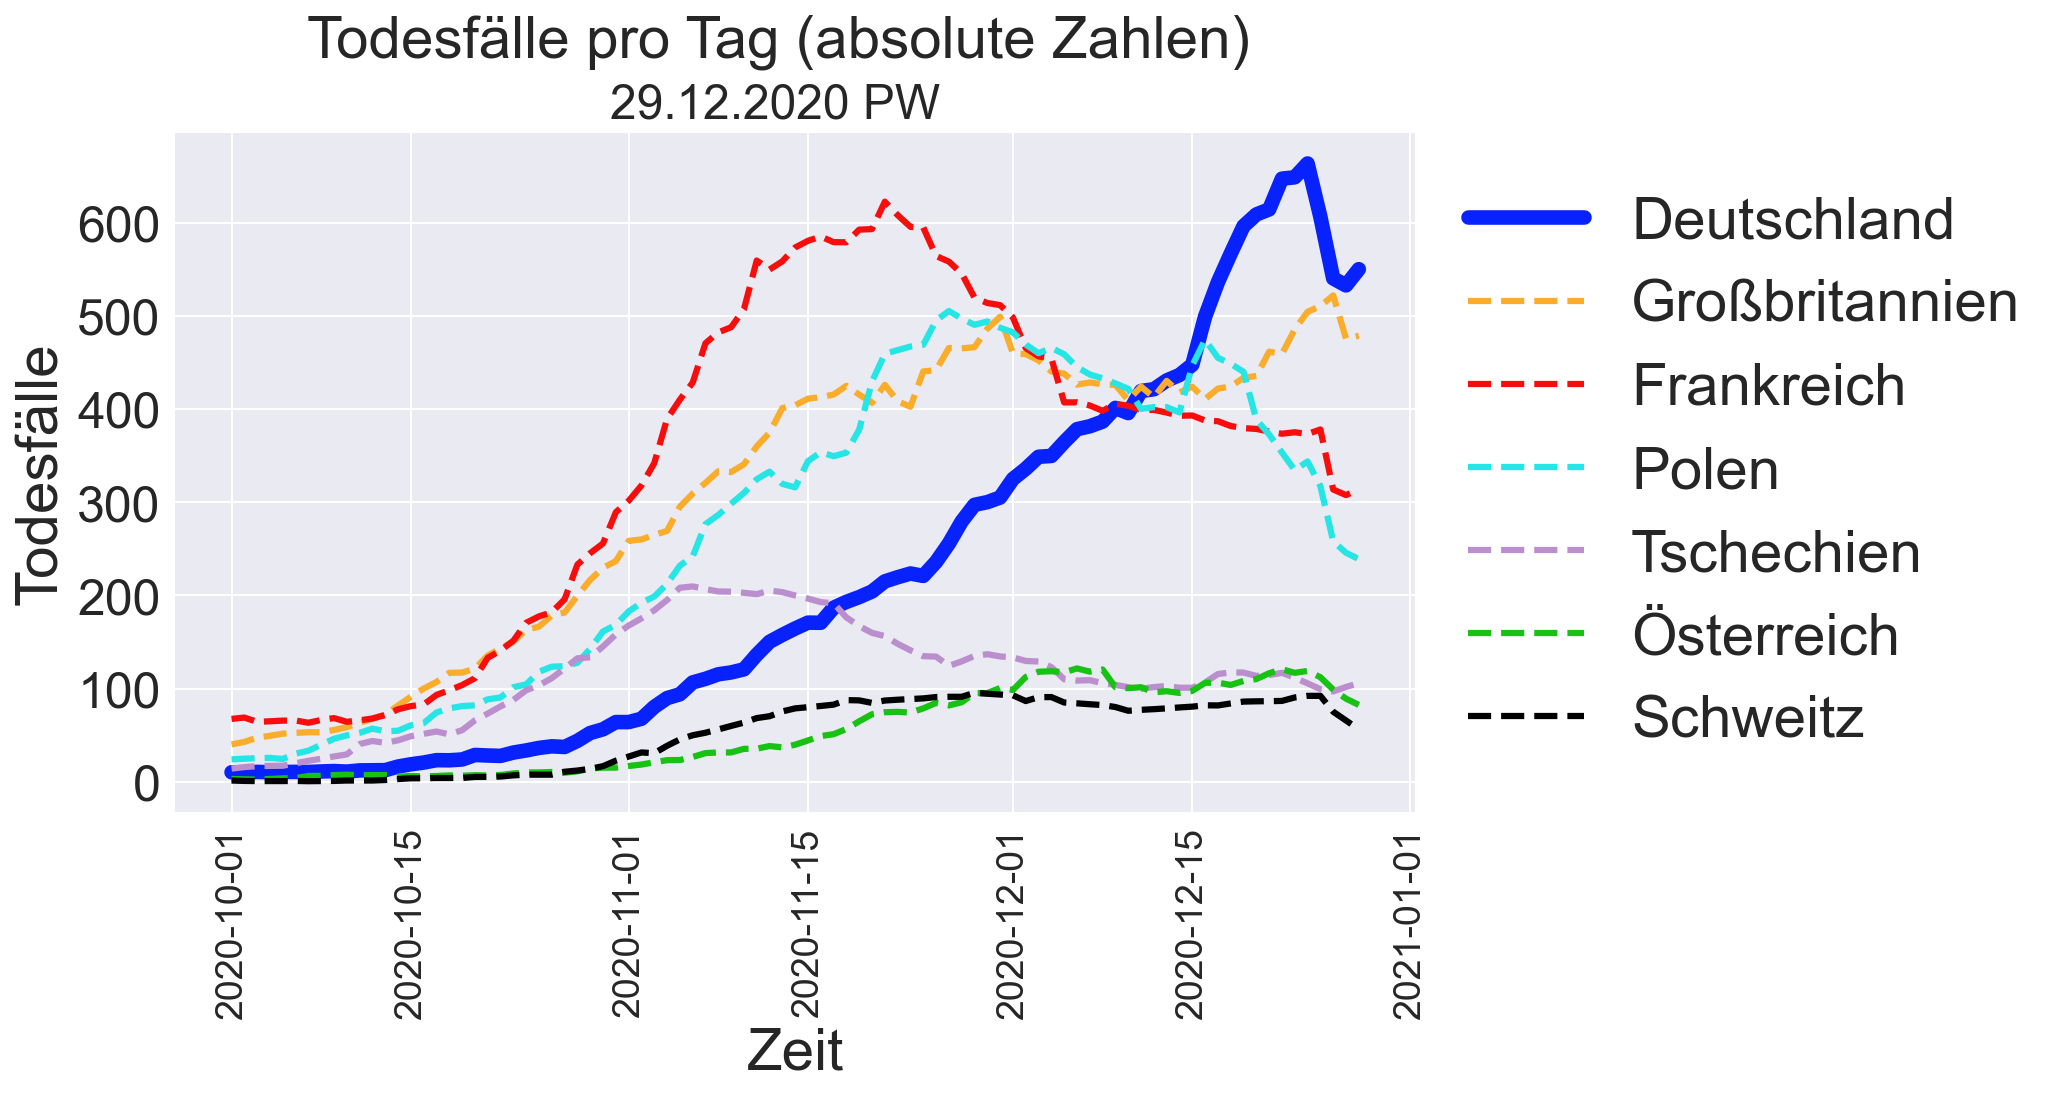 Todesfälle pro Tag (absolute Zahlen)
29.12.2020 PW
Todesfälle
600
500
400
300
200
100
0
2020-10-01
2020-10-15
2020-11-01
2020-11-15
2020-12-01
2020-12-15
2021-01-01
Zeit
Deutschland
Großbritannien
Frankreich
Polen
Tschechien
Österreich
Schweitz